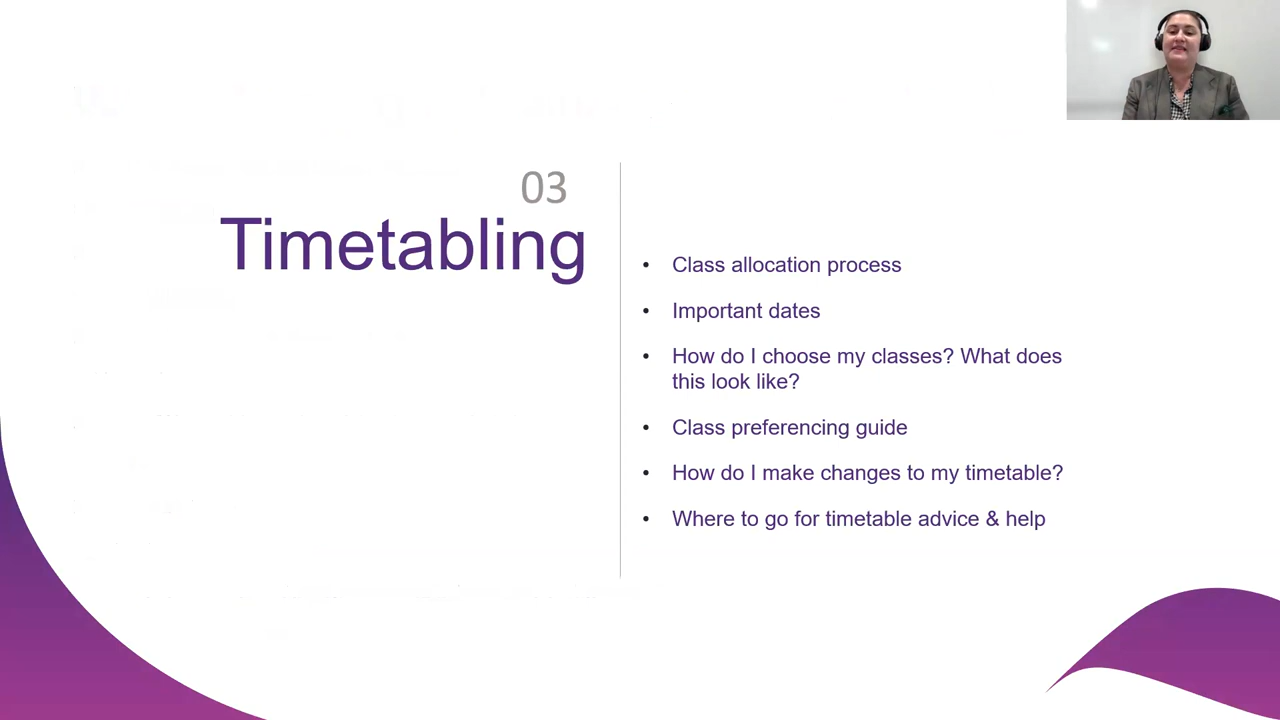 03
Timetabling
• Class allocation process
• Important dates
• How do I choose my classes? What does
this look like?
• Class preferencing guide
• How do I make changes to my timetable?
• Where to go for timetable advice & help